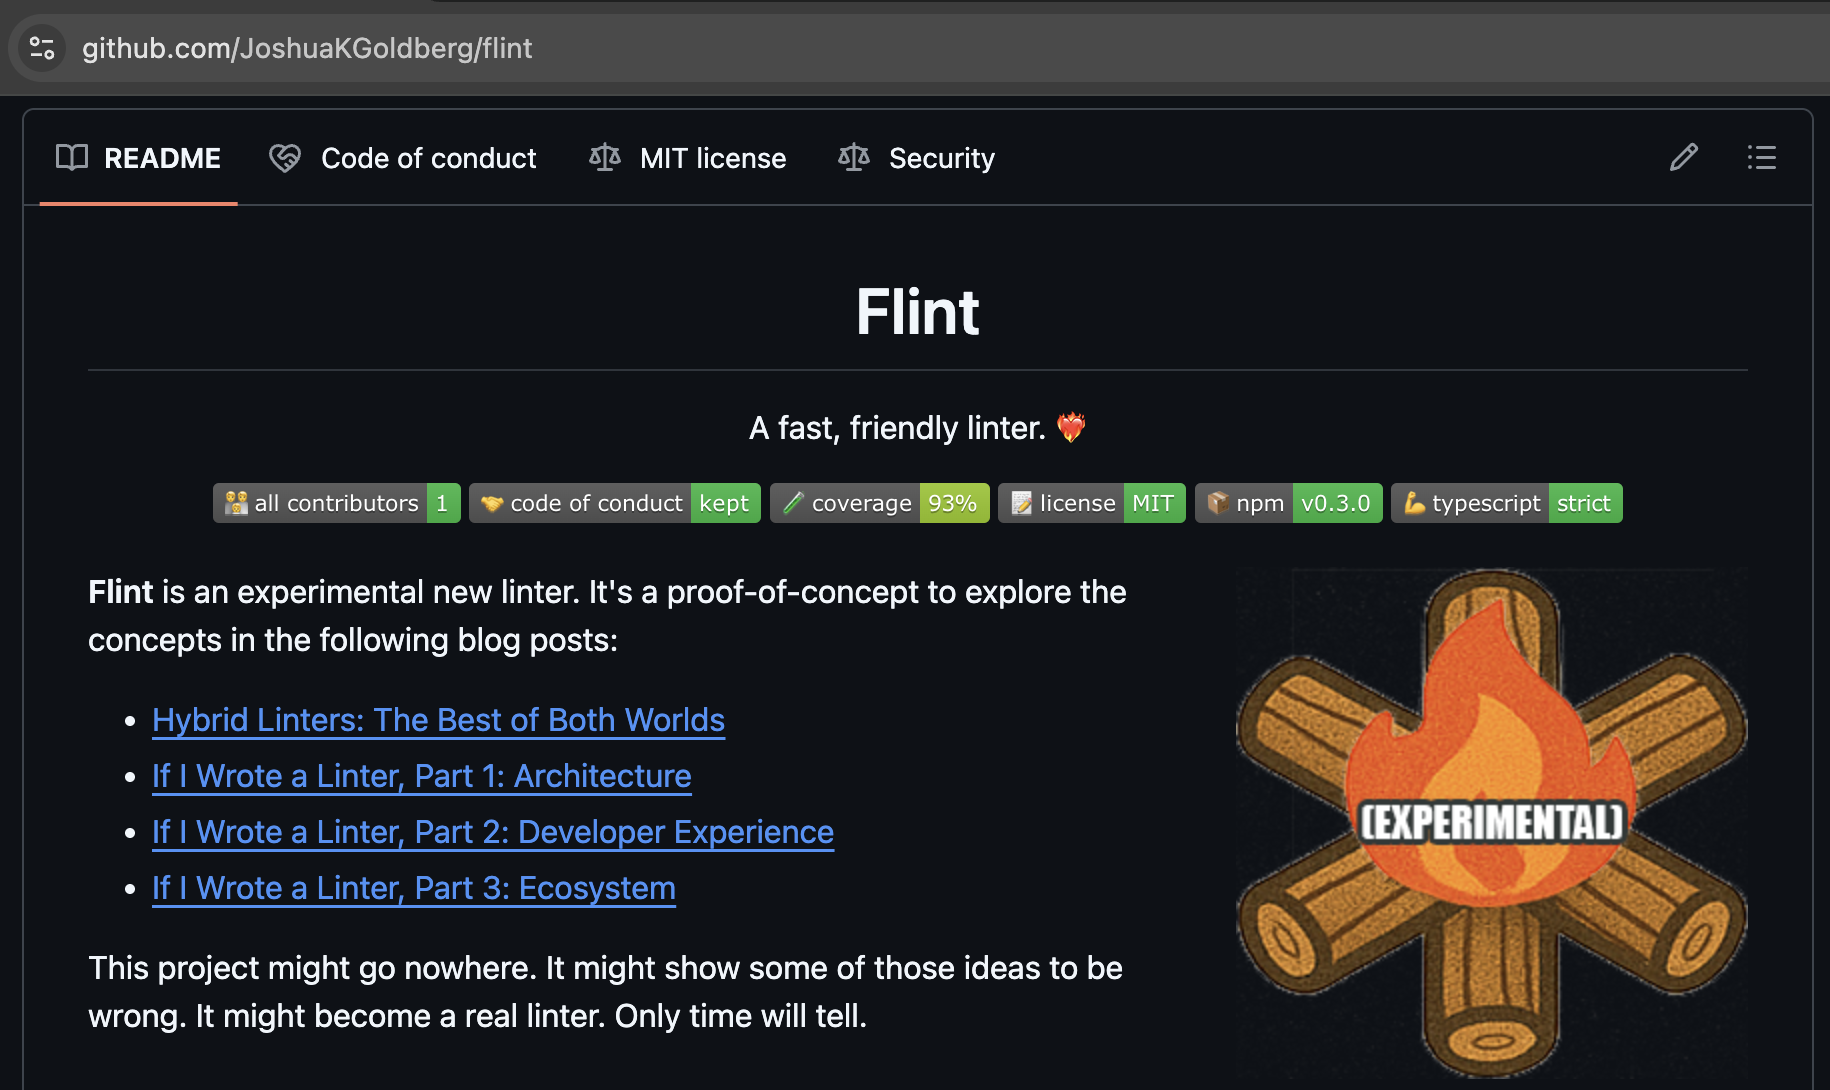 github.com/JoshuaKGoldberg/flint
README
Code of conduct
MIT license
Security
Flint
A fast, friendly linter. ❤️‍🔥
👪 all contributors 1
🤝 code of conduct kept
🧪 coverage 93%
📝 license MIT
📦 npm v0.3.0
💪 typescript strict
Flint is an experimental new linter. It's a proof-of-concept to explore the
concepts in the following blog posts:
• Hybrid Linters: The Best of Both Worlds
• If I Wrote a Linter, Part 1: Architecture
• If I Wrote a Linter, Part 2: Developer Experience
• If I Wrote a Linter, Part 3: Ecosystem
(EXPERIMENTAL)
This project might go nowhere. It might show some of those ideas to be
wrong. It might become a real linter. Only time will tell.